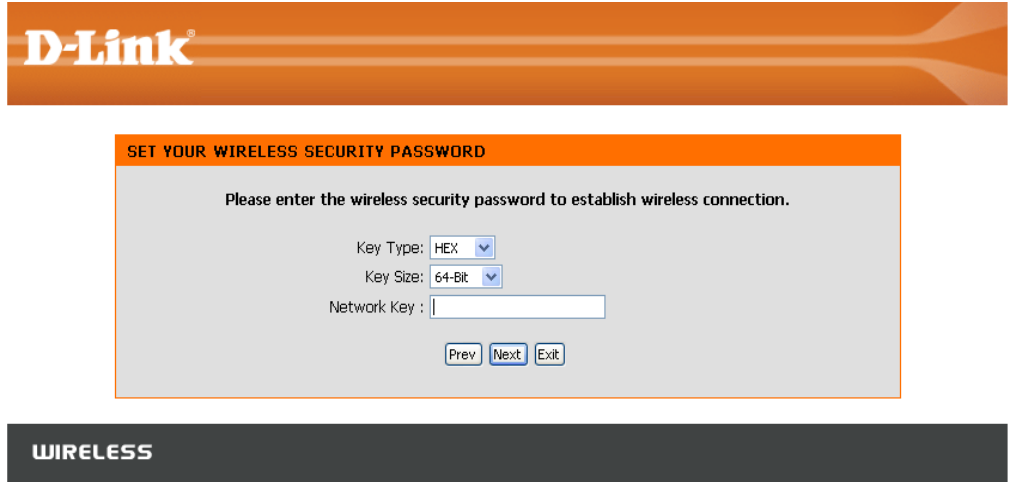 D-Link®
SET YOUR WIRELESS SECURITY PASSWORD
Please enter the wireless security password to establish wireless connection.
Key Type: HEX
Key Size: 64-Bit
Network Key :
Prev Next Exit
WIRELESS